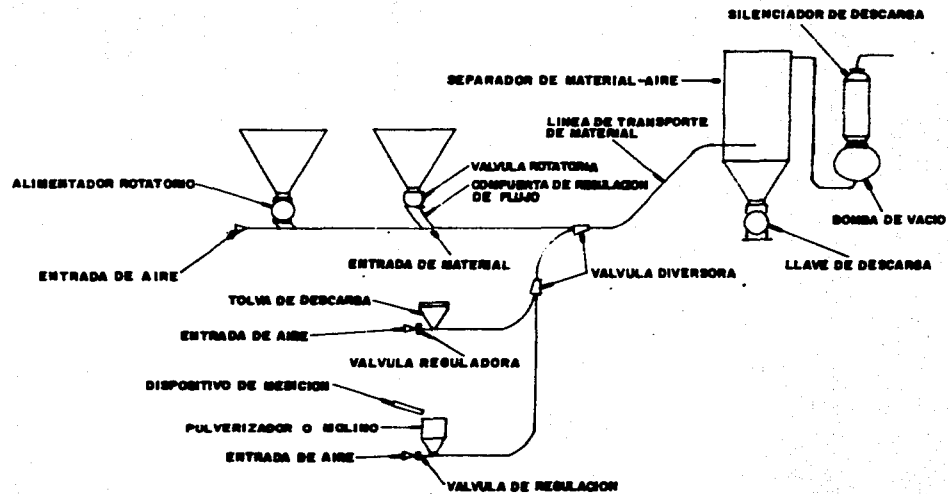 SILENCIADOR DE DESCARGA
SEPARADOR DE MATERIAL-AIRE
LINEA DE TRANSPORTE
DE MATERIAL
VALVULA ROTATORIA
ALIMENTADOR ROTATORIO
COMPUERTA DE REGULACION
DE FLUJO
BOMBA DE VACIO
ENTRADA DE MATERIAL
LLAVE DE DESCARGA
ENTRADA DE AIRE
VALVULA DIVERSORA
TOLVA DE DESCARGA
ENTRADA DE AIRE
VALVULA REGULADORA
DISPOSITIVO DE MEDICION
PULVERIZADOR O MOLINO
ENTRADA DE AIRE
VALVULA DE REGULACION